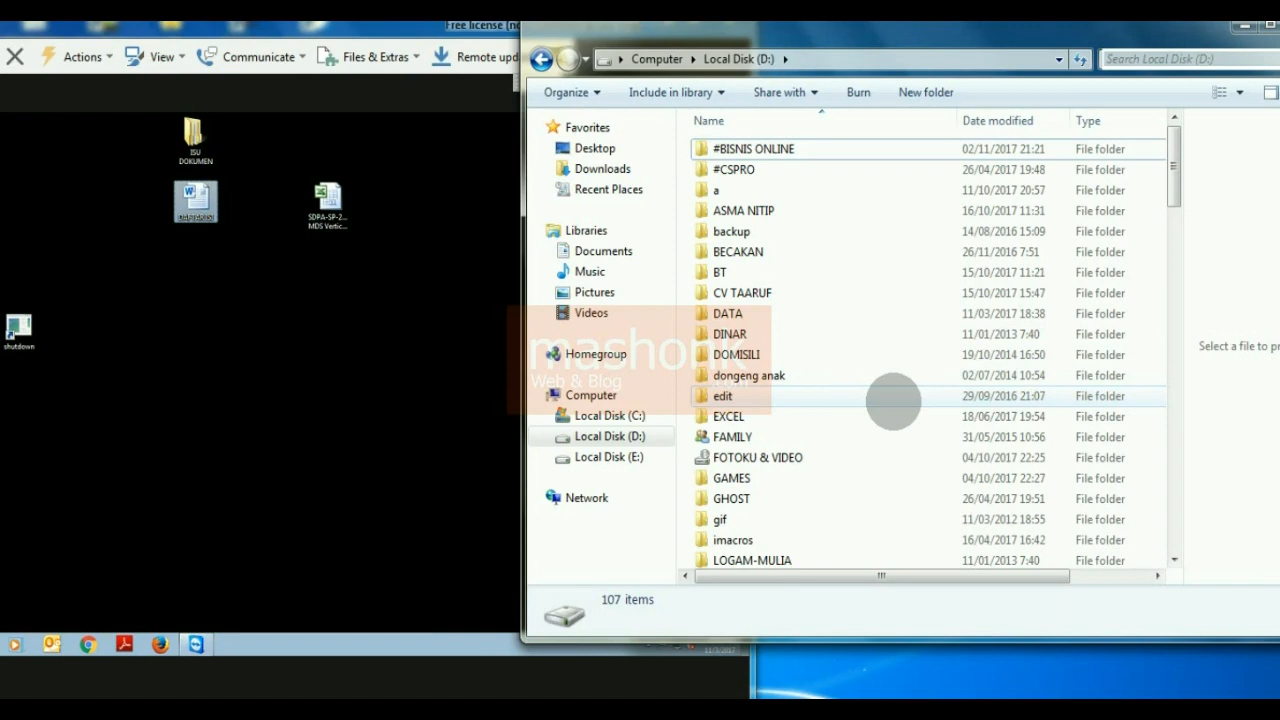 Free license (no
Actions
View
Communicate
Files & Extras
Remote upd
ISU
DOKUMEN
SDPA-SP-2...
MDS Vertic...
shutdown
11/3/2017
Computer
Local Disk (D:)
Search Local Disk (D:)
Organize
Include in library
Share with
Burn
New folder
Favorites
Desktop
Downloads
Recent Places
Libraries
Documents
Music
Pictures
Videos
Homegroup
Computer
Local Disk (C:)
Local Disk (D:)
Local Disk (E:)
Network
Name Date modified Type
#BISNIS ONLINE 02/11/2017 21:21 File folder
#CSPRO 26/04/2017 19:48 File folder
a 11/10/2017 20:57 File folder
ASMA NITIP 16/10/2017 11:31 File folder
backup 14/08/2016 15:09 File folder
BECAKAN 26/11/2016 7:51 File folder
BT 15/10/2017 11:21 File folder
CV TAARUF 15/10/2017 15:47 File folder
DATA 11/03/2017 18:38 File folder
DINAR 11/01/2013 7:40 File folder
DOMISILI 19/10/2014 16:50 File folder
dongeng anak 02/07/2014 10:54 File folder
edit 29/09/2016 21:07 File folder
EXCEL 18/06/2017 19:54 File folder
FAMILY 31/05/2015 10:56 File folder
FOTOKU & VIDEO 04/10/2017 22:25 File folder
GAMES 04/10/2017 22:27 File folder
GHOST 26/04/2017 19:51 File folder
gif 11/03/2012 18:55 File folder
imacros 16/04/2017 16:42 File folder
LOGAM-MULIA 11/01/2013 7:40 File folder
Select a file to pr
107 items
mashonk
Web & Blog .com